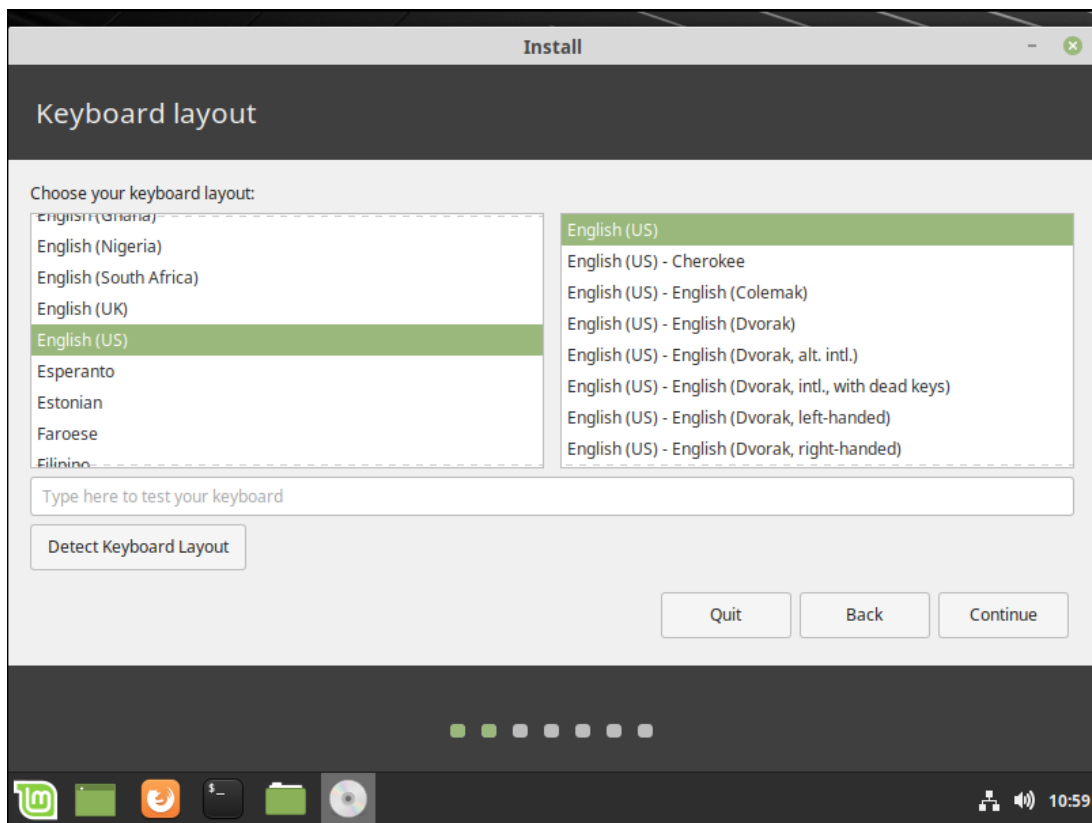 Install
Keyboard layout
Choose your keyboard layout:
English (Ghana)
English (Nigeria)
English (South Africa)
English (UK)
English (US)
Esperanto
Estonian
Faroese
Filipino
English (US)
English (US) - Cherokee
English (US) - English (Colemak)
English (US) - English (Dvorak)
English (US) - English (Dvorak, alt. intl.)
English (US) - English (Dvorak, intl., with dead keys)
English (US) - English (Dvorak, left-handed)
English (US) - English (Dvorak, right-handed)
Type here to test your keyboard
Detect Keyboard Layout
Quit Back Continue
$_
10:59